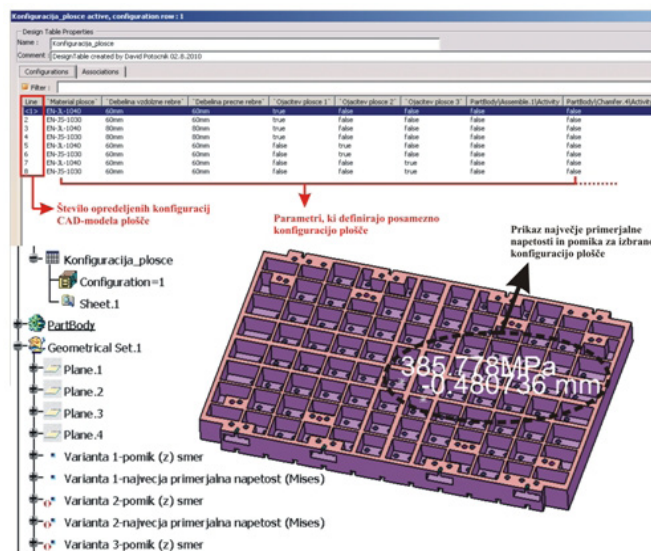 Konfiguracija_plosce active, configuration row : 1
Design Table Properties
Name : Konfiguracija_plosce
Comment : DesignTable created by David Potocnik 02.8.2010
Configurations Associations
Filter :
Line `Material plosce` `Debelina vzdolzne rebre` `Debelina precne rebre` `Ojacitev plosce 1` `Ojacitev plosce 2` `Ojacitev plosce 3` PartBody\Assemble.1\Activity PartBody\Chamfer.4\Activity
<1> EN-JL-1040 60mm 60mm true false false false false
2 EN-JS-1030 60mm 60mm true false false false false
3 EN-JL-1040 80mm 80mm true false false false false
4 EN-JS-1030 80mm 80mm true false false false false
5 EN-JL-1040 60mm 60mm false true false false false
6 EN-JS-1030 60mm 60mm false true false false false
7 EN-JL-1040 60mm 60mm false false true false false
8 EN-JS-1030 60mm 60mm false false true false false
Število opredeljenih konfiguracij
CAD-modela plošče
Parametri, ki definirajo posamezno
konfiguracijo plošče
Prikaz največje primerjalne
napetosti in pomika za izbrano
konfiguracijo plošče
Konfiguracija_plosce
Configuration=1
Sheet.1
PartBody
Geometrical Set.1
Plane.1
Plane.2
Plane.3
Plane.4
Varianta 1-pomik (z) smer
Varianta 1-najvecja primerjalna napetost (Mises)
Varianta 2-pomik (z) smer
Varianta 2-najvecja primerjalna napetost (Mises)
Varianta 3-pomik (z) smer
385.778MPa
-0.480736 mm